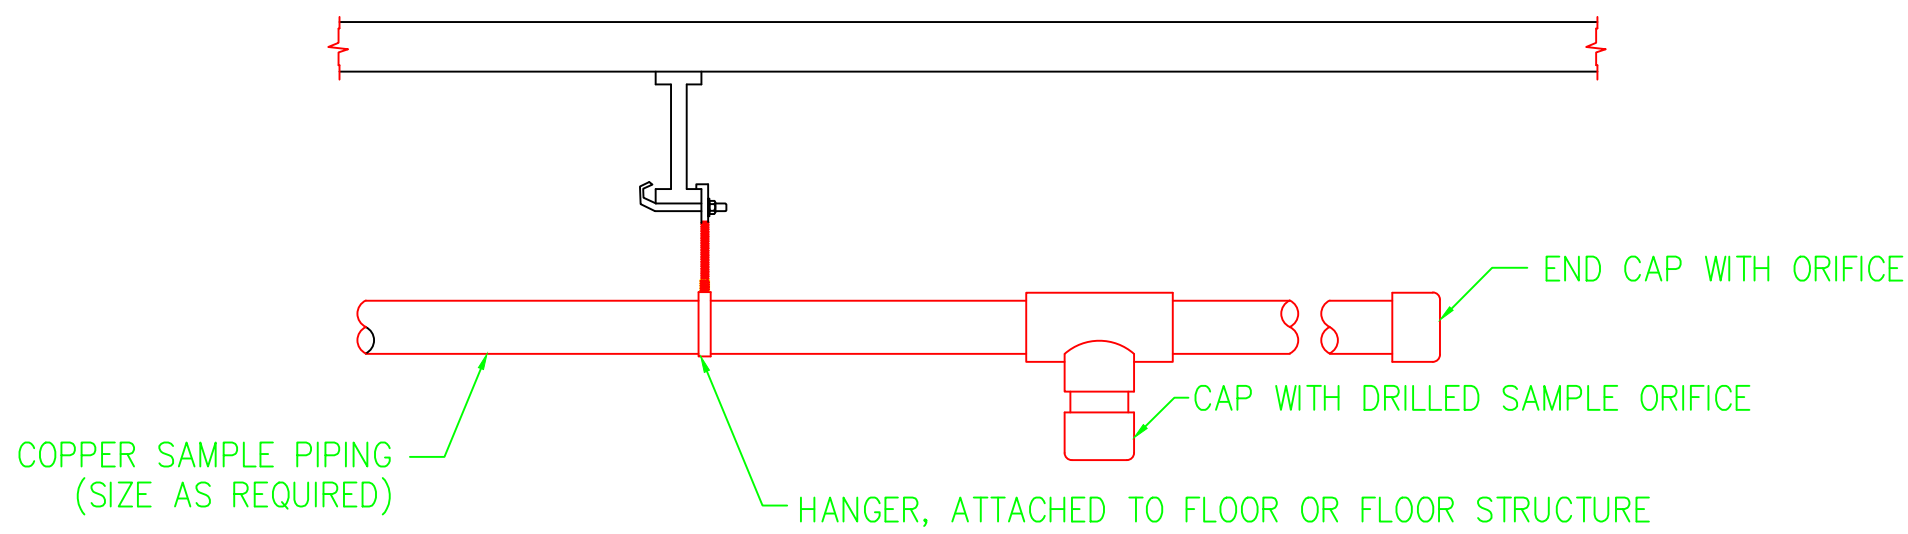 END CAP WITH ORIFICE
CAP WITH DRILLED SAMPLE ORIFICE
COPPER SAMPLE PIPING
(SIZE AS REQUIRED)
HANGER, ATTACHED TO FLOOR OR FLOOR STRUCTURE